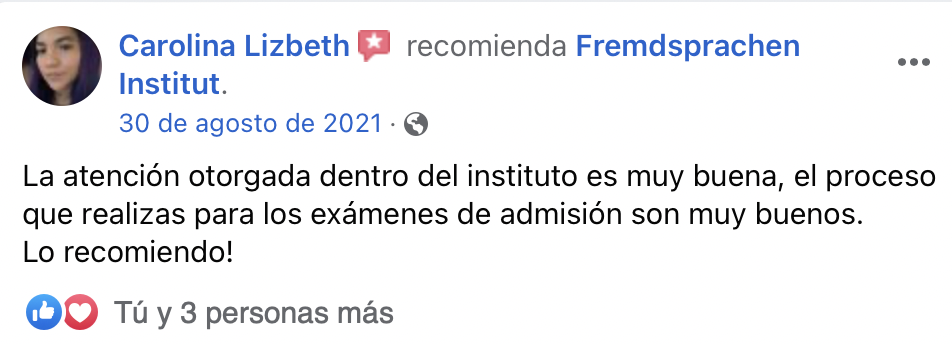 Carolina Lizbeth recomienda Fremdsprachen
Institut.
30 de agosto de 2021 ·
La atención otorgada dentro del instituto es muy buena, el proceso
que realizas para los exámenes de admisión son muy buenos.
Lo recomiendo!
Tú y 3 personas más